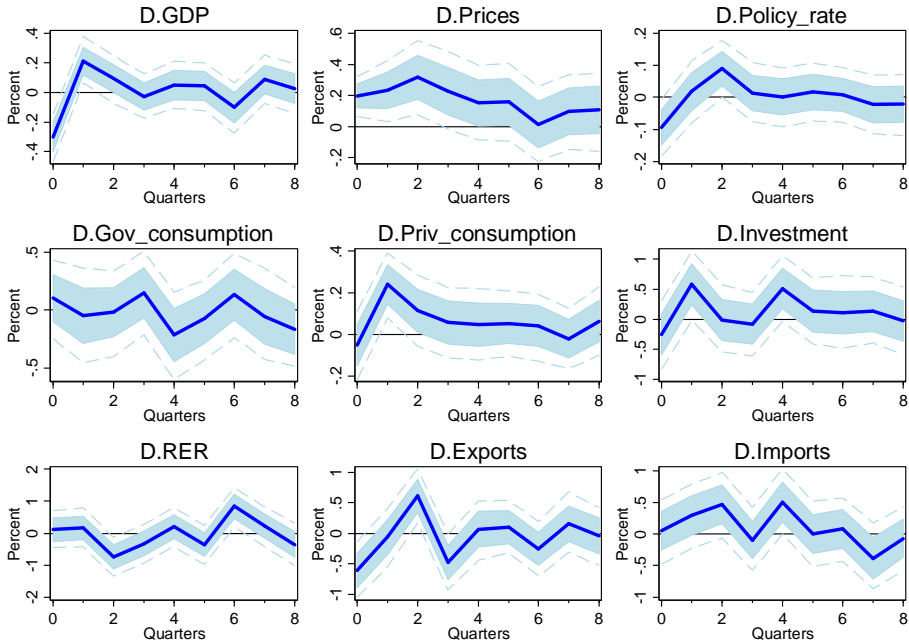 D.GDP
Percent
.4
.2
0
-.2
-.4
0 2 4 6 8
Quarters
D.Prices
Percent
.6
.4
.2
0
-.2
0 2 4 6 8
Quarters
D.Policy_rate
Percent
.2
.1
0
-.1
-.2
0 2 4 6 8
Quarters
D.Gov_consumption
Percent
.5
0
-.5
0 2 4 6 8
Quarters
D.Priv_consumption
Percent
.4
.2
0
-.2
0 2 4 6 8
Quarters
D.Investment
Percent
1
.5
0
-.5
-1
0 2 4 6 8
Quarters
D.RER
Percent
2
1
0
-1
-2
0 2 4 6 8
Quarters
D.Exports
Percent
1
.5
0
-.5
-1
0 2 4 6 8
Quarters
D.Imports
Percent
1
.5
0
-.5
-1
0 2 4 6 8
Quarters